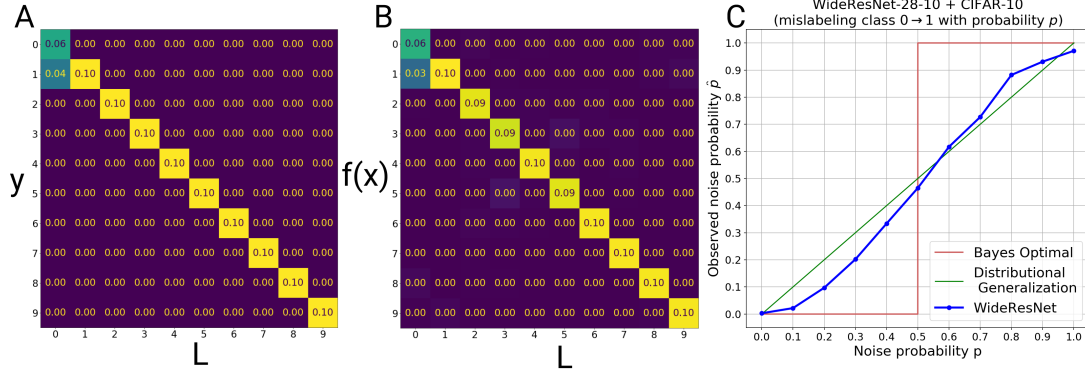 A
0 0.06 0.00 0.00 0.00 0.00 0.00 0.00 0.00 0.00 0.00
1 0.04 0.10 0.00 0.00 0.00 0.00 0.00 0.00 0.00 0.00
2 0.00 0.00 0.10 0.00 0.00 0.00 0.00 0.00 0.00 0.00
3 0.00 0.00 0.00 0.10 0.00 0.00 0.00 0.00 0.00 0.00
4 0.00 0.00 0.00 0.00 0.10 0.00 0.00 0.00 0.00 0.00
5 0.00 0.00 0.00 0.00 0.00 0.10 0.00 0.00 0.00 0.00
6 0.00 0.00 0.00 0.00 0.00 0.00 0.10 0.00 0.00 0.00
7 0.00 0.00 0.00 0.00 0.00 0.00 0.00 0.10 0.00 0.00
8 0.00 0.00 0.00 0.00 0.00 0.00 0.00 0.00 0.10 0.00
9 0.00 0.00 0.00 0.00 0.00 0.00 0.00 0.00 0.00 0.10
0 1 2 3 4 5 6 7 8 9
y
L
B
0 0.06 0.00 0.00 0.00 0.00 0.00 0.00 0.00 0.00 0.00
1 0.03 0.10 0.00 0.00 0.00 0.00 0.00 0.00 0.00 0.00
2 0.00 0.00 0.09 0.00 0.00 0.00 0.00 0.00 0.00 0.00
3 0.00 0.00 0.00 0.09 0.00 0.00 0.00 0.00 0.00 0.00
4 0.00 0.00 0.00 0.00 0.10 0.00 0.00 0.00 0.00 0.00
5 0.00 0.00 0.00 0.00 0.00 0.09 0.00 0.00 0.00 0.00
6 0.00 0.00 0.00 0.00 0.00 0.00 0.10 0.00 0.00 0.00
7 0.00 0.00 0.00 0.00 0.00 0.00 0.00 0.10 0.00 0.00
8 0.00 0.00 0.00 0.00 0.00 0.00 0.00 0.00 0.10 0.00
9 0.00 0.00 0.00 0.00 0.00 0.00 0.00 0.00 0.00 0.10
0 1 2 3 4 5 6 7 8 9
f(x)
L
C
WideResNet-28-10 + CIFAR-10
(mislabeling class 0→1 with probability p)
1.0
0.9
0.8
0.7
0.6
0.5
0.4
0.3
0.2
0.1
0.0
Observed noise probability p̂
Bayes Optimal
Distributional
Generalization
WideResNet
0.0 0.1 0.2 0.3 0.4 0.5 0.6 0.7 0.8 0.9 1.0
Noise probability p